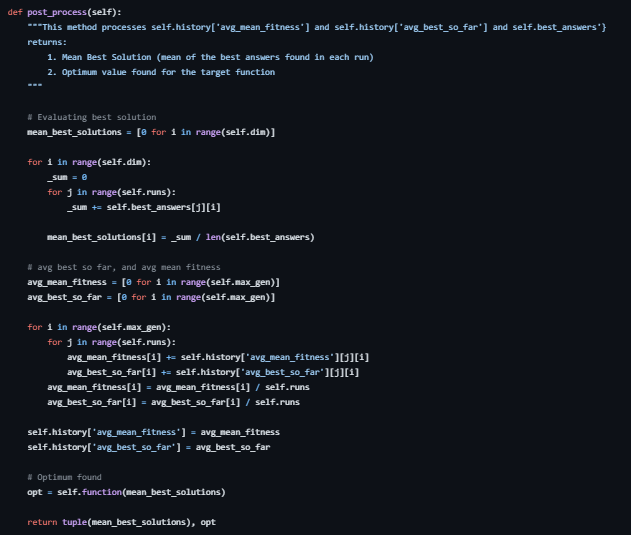 def post_process(self):
    """This method processes self.history['avg_mean_fitness'] and self.history['avg_best_so_far'] and self.best_answers'}
    returns:
        1. Mean Best Solution (mean of the best answers found in each run)
        2. Optimum value found for the target function
    """

    # Evaluating best solution
    mean_best_solutions = [0 for i in range(self.dim)]

    for i in range(self.dim):
        _sum = 0
        for j in range(self.runs):
            _sum += self.best_answers[j][i]

        mean_best_solutions[i] = _sum / len(self.best_answers)

    # avg best so far, and avg mean fitness
    avg_mean_fitness = [0 for i in range(self.max_gen)]
    avg_best_so_far = [0 for i in range(self.max_gen)]

    for i in range(self.max_gen):
        for j in range(self.runs):
            avg_mean_fitness[i] += self.history['avg_mean_fitness'][j][i]
            avg_best_so_far[i] += self.history['avg_best_so_far'][j][i]
        avg_mean_fitness[i] = avg_mean_fitness[i] / self.runs
        avg_best_so_far[i] = avg_best_so_far[i] / self.runs

    self.history['avg_mean_fitness'] = avg_mean_fitness
    self.history['avg_best_so_far'] = avg_best_so_far

    # Optimum found
    opt = self.function(mean_best_solutions)

    return tuple(mean_best_solutions), opt